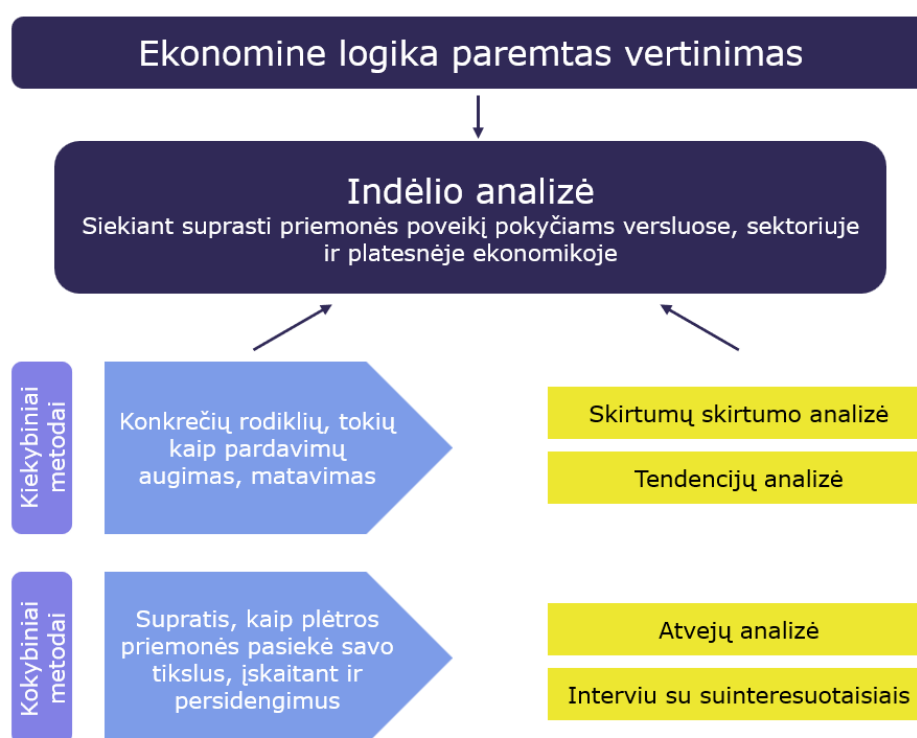 Ekonomine logika paremtas vertinimas
Indėlio analizė
Siekiant suprasti priemonės poveikį pokyčiams versluose, sektoriuje
ir platesnėje ekonomikoje
Kiekybiniai
metodai
Konkrečių rodiklių, tokių
kaip pardavimų
augimas, matavimas
Skirtumų skirtumo analizė
Tendencijų analizė
Kokybiniai
metodai
Supratis, kaip plėtros
priemonės pasiekė savo
tikslus, įskaitant ir
persidengimus
Atvejų analizė
Interviu su suinteresuotaisiais